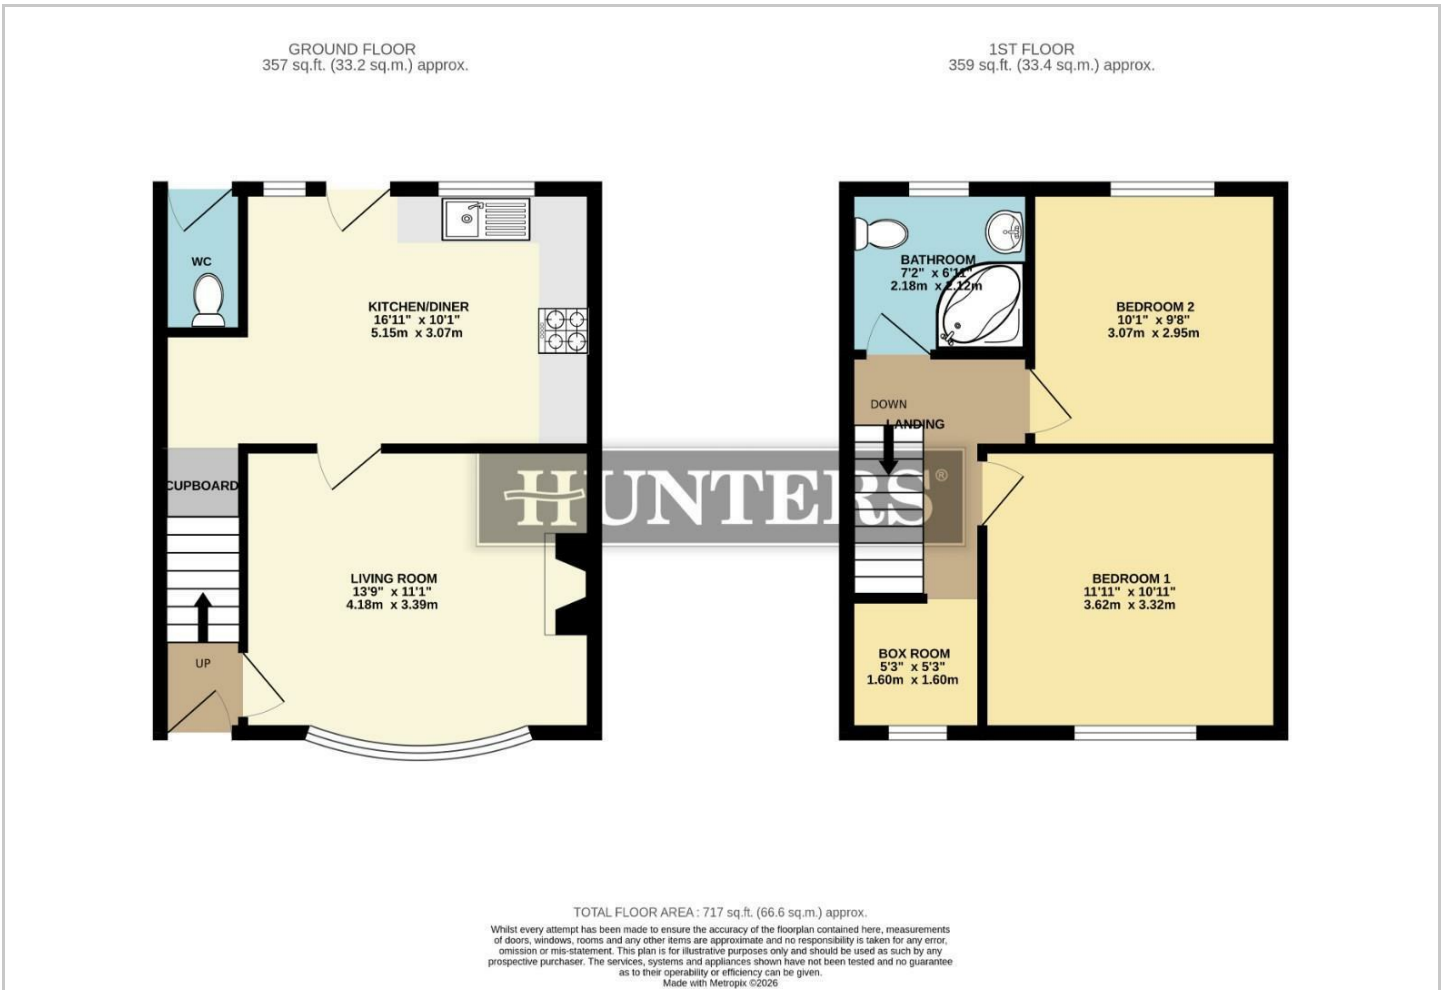 GROUND FLOOR
357 sq.ft. (33.2 sq.m.) approx.
1ST FLOOR
359 sq.ft. (33.4 sq.m.) approx.
WC
KITCHEN/DINER
16'11" x 10'1"
5.15m x 3.07m
CUPBOARD
LIVING ROOM
13'9" x 11'1"
4.18m x 3.39m
UP
BATHROOM
7'2" x 6'11"
2.18m x 2.12m
BEDROOM 2
10'1" x 9'8"
3.07m x 2.95m
DOWN
LANDING
HUNTERS®
BEDROOM 1
11'11" x 10'11"
3.62m x 3.32m
BOX ROOM
5'3" x 5'3"
1.60m x 1.60m
TOTAL FLOOR AREA : 717 sq.ft. (66.6 sq.m.) approx.
Whilst every attempt has been made to ensure the accuracy of the floorplan contained here, measurements
of doors, windows, rooms and any other items are approximate and no responsibility is taken for any error,
omission or mis-statement. This plan is for illustrative purposes only and should be used as such by any
prospective purchaser. The services, systems and appliances shown have not been tested and no guarantee
as to their operability or efficiency can be given.
Made with Metropix ©2026